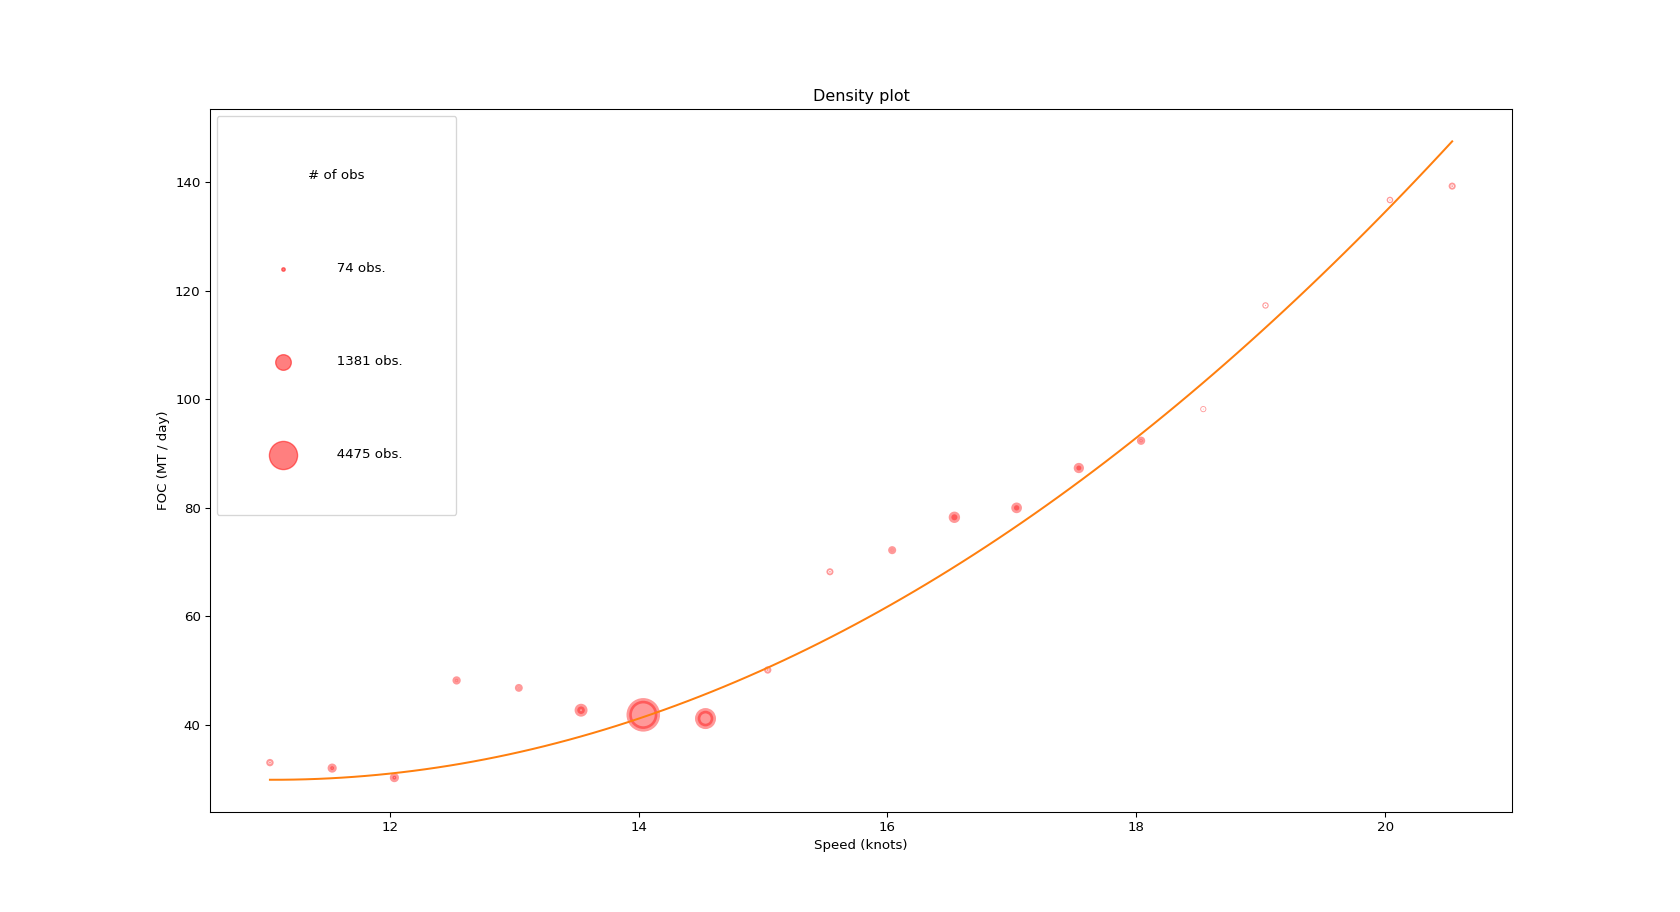 Density plot
# of obs
74 obs.
1381 obs.
4475 obs.
FOC (MT / day)
140
120
100
80
60
40
12 14 16 18 20
Speed (knots)